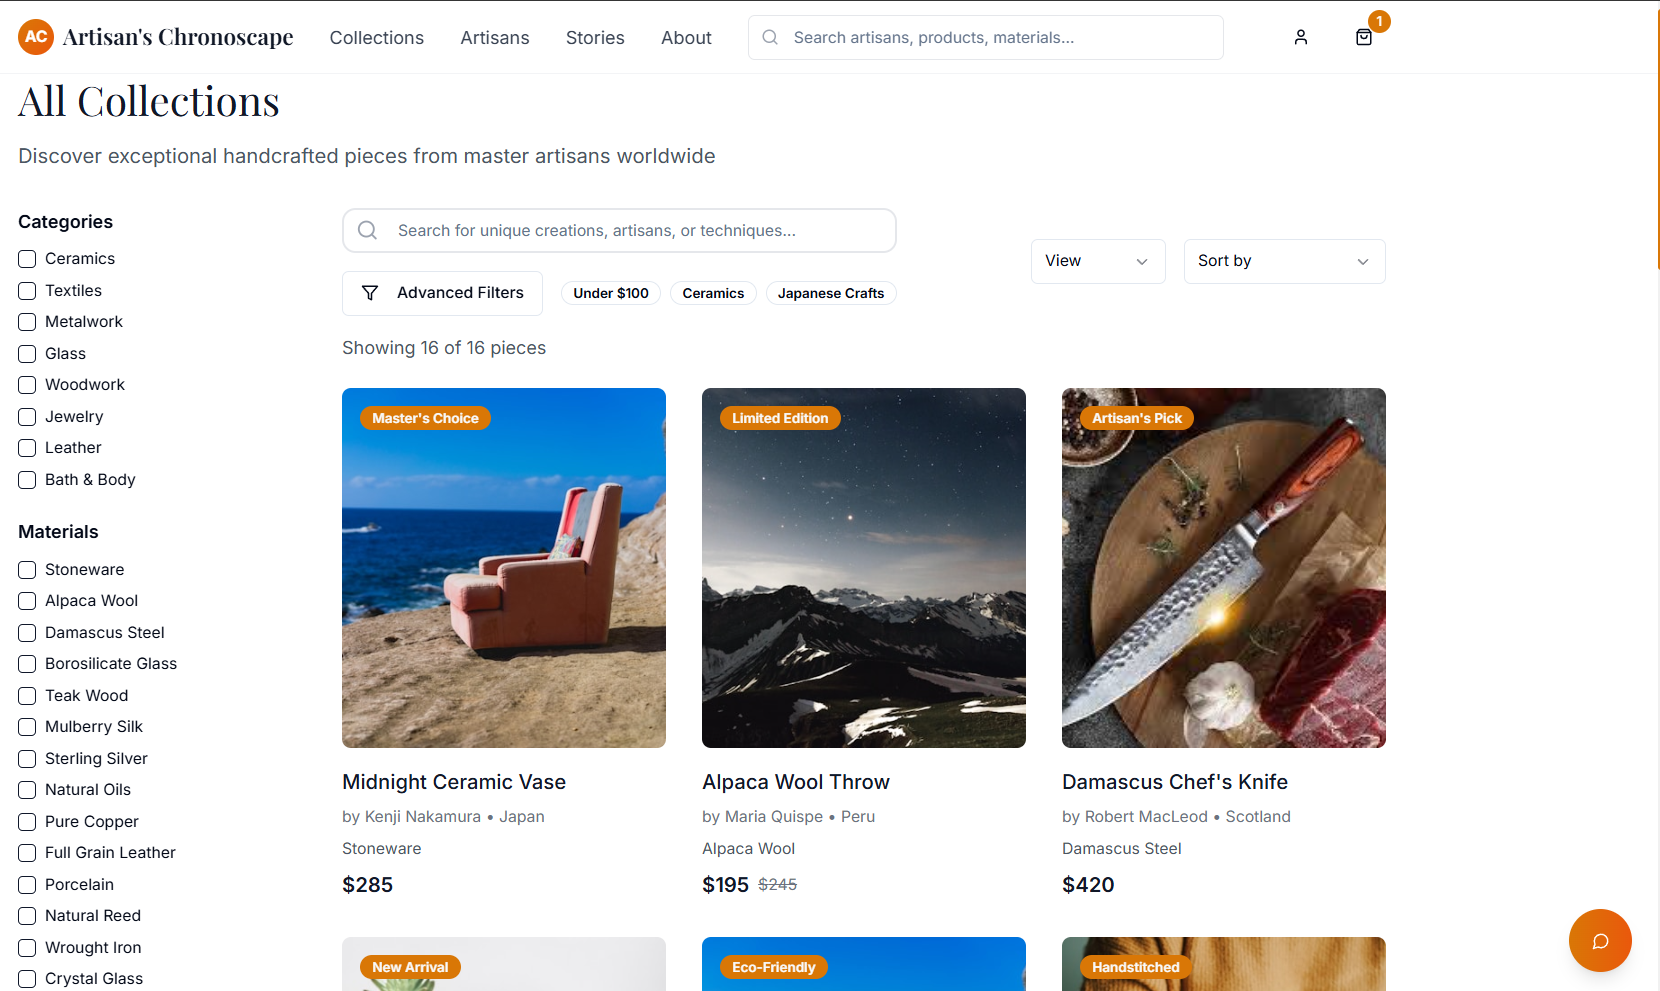 AC Artisan's Chronoscape
Collections
Artisans
Stories
About
Search artisans, products, materials...
1
All Collections
Discover exceptional handcrafted pieces from master artisans worldwide
Categories
Ceramics
Textiles
Metalwork
Glass
Woodwork
Jewelry
Leather
Bath & Body
Materials
Stoneware
Alpaca Wool
Damascus Steel
Borosilicate Glass
Teak Wood
Mulberry Silk
Sterling Silver
Natural Oils
Pure Copper
Full Grain Leather
Porcelain
Natural Reed
Wrought Iron
Crystal Glass
Search for unique creations, artisans, or techniques...
View
Sort by
Advanced Filters
Under $100
Ceramics
Japanese Crafts
Showing 16 of 16 pieces
Master's Choice
Midnight Ceramic Vase
by Kenji Nakamura • Japan
Stoneware
$285
Limited Edition
Alpaca Wool Throw
by Maria Quispe • Peru
Alpaca Wool
$195 $245
Artisan's Pick
Damascus Chef's Knife
by Robert MacLeod • Scotland
Damascus Steel
$420
New Arrival
Eco-Friendly
Handstitched